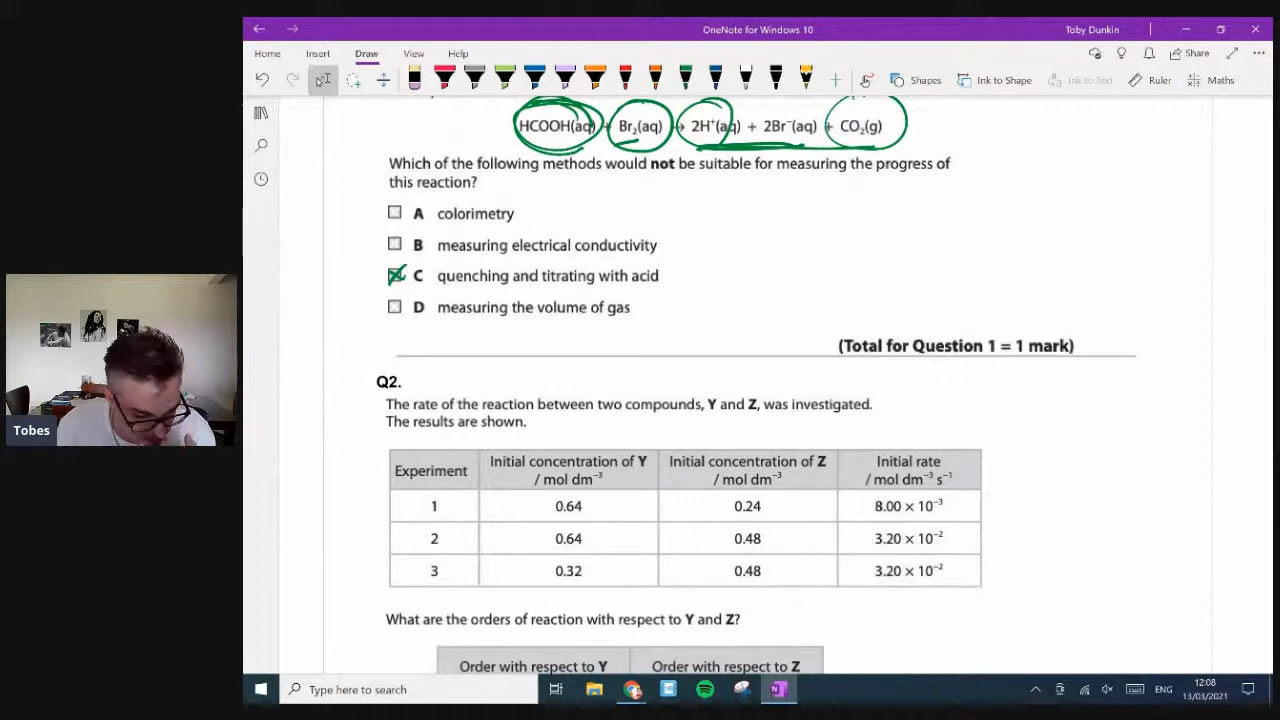 OneNote for Windows 10
Toby Dunkin
Home Insert Draw View Help
Share
Shapes Ink to Shape Ink to Text Ruler Maths
HCOOH(aq) + Br₂(aq) → 2H⁺(aq) + 2Br⁻(aq) + CO₂(g)
Which of the following methods would not be suitable for measuring the progress of
this reaction?
A colorimetry
B measuring electrical conductivity
C quenching and titrating with acid
D measuring the volume of gas
(Total for Question 1 = 1 mark)
Q2.
The rate of the reaction between two compounds, Y and Z, was investigated.
The results are shown.
Experiment Initial concentration of Y / mol dm⁻³ Initial concentration of Z / mol dm⁻³ Initial rate / mol dm⁻³ s⁻¹
1 0.64 0.24 8.00 × 10⁻³
2 0.64 0.48 3.20 × 10⁻²
3 0.32 0.48 3.20 × 10⁻²
What are the orders of reaction with respect to Y and Z?
Order with respect to Y Order with respect to Z
Tobes
Type here to search
ENG
12:08
13/03/2021